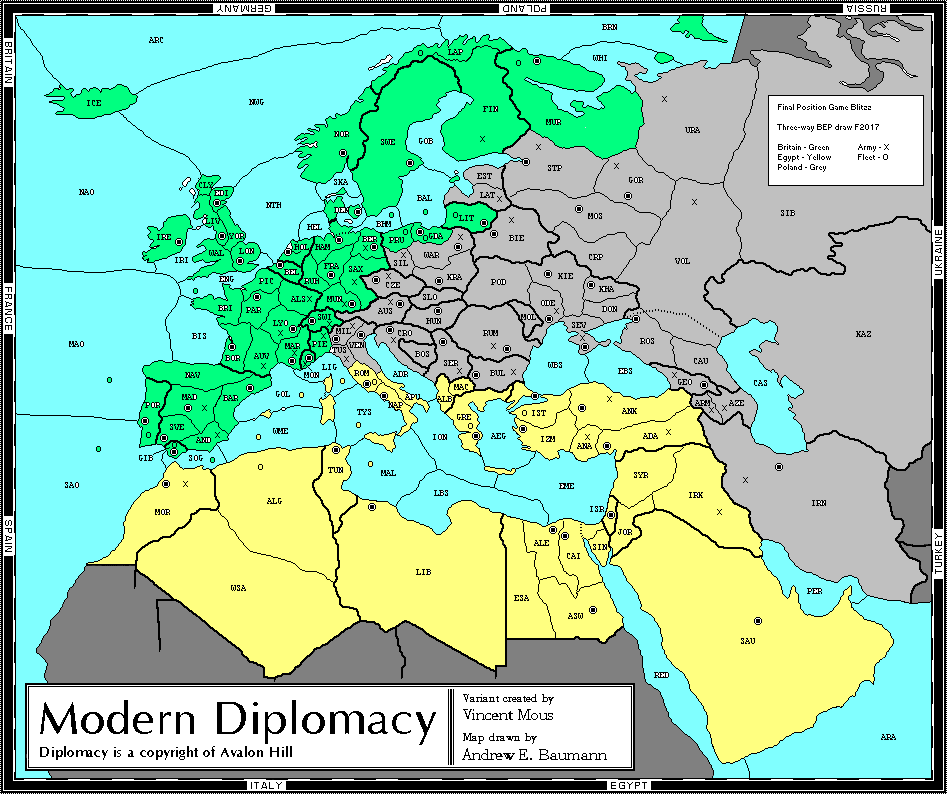 GERMANY POLAND RUSSIA
BRITAIN
FRANCE
SPAIN
UKRAINE
TURKEY
ITALY EGYPT
Final Position Game Blitzz
Three-way BEP draw F2017
Britain - Green Army - X
Egypt - Yellow Fleet - O
Poland - Grey
ARC
BRN
LAP
WHI
ICE
NWG
FIN
MUR
URA
NOR
SWE
GOB
STP
GOR
NAO
CLY
EDI
SKA
EST
LAT
SIB
NTH
DEN
BAL
LIT
MOS
LIV
IRE
YOR
HEL
BHM
PRU
GDA
BIE
IRI
WAL
LON
HOL
HAM
BER
WAR
SIL
CRP
VOL
ENG
BEL
RUH
FRA
SAX
CZE
KRA
POD
KIE
KHA
PIC
ALS
MUN
AUS
SLO
BRI
PAR
LYO
SWI
HUN
MOL
ODE
DON
KAZ
MAO
BIS
MIL
VEN
CRO
RUM
SEV
ROS
BOR
AUV
MAR
PIE
TUS
BOS
SER
BUL
WBS
EBS
CAU
NAV
MON
LIG
ROM
ADR
MAC
GEO
CAS
POR
MAD
BAR
GOL
NAP
APU
ALB
ARM
AZE
SVE
AND
WME
TYS
ION
GRE
AEG
IST
IZM
ANA
ANK
ADA
SAO
GIB
SOG
TUN
MAL
LBS
EME
SYR
IRK
IRN
MOR
ALG
ISR
JOR
ALE
CAI
SIN
WSA
LIB
ESA
ASW
PER
SAU
RED
ARA
Modern Diplomacy
Diplomacy is a copyright of Avalon Hill
Variant created by
Vincent Mous
Map drawn by
Andrew E. Baumann